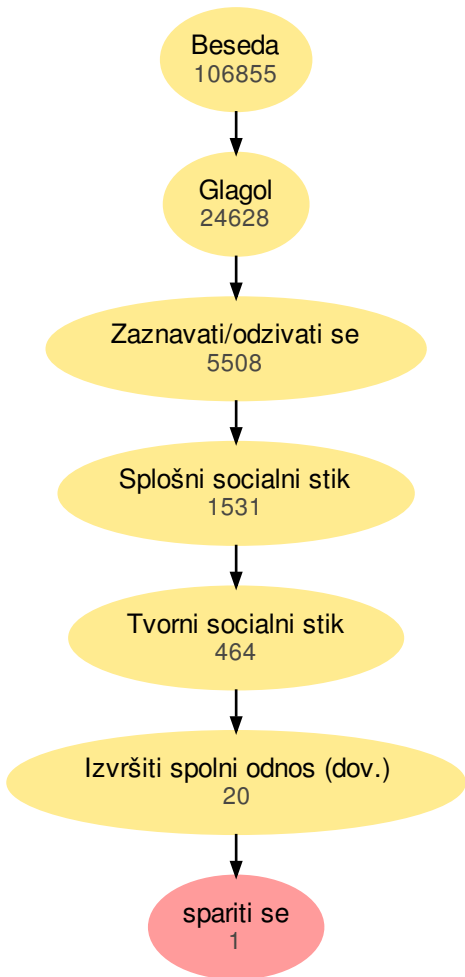 Beseda
106855
Glagol
24628
Zaznavati/odzivati se
5508
Splošni socialni stik
1531
Tvorni socialni stik
464
Izvršiti spolni odnos (dov.)
20
spariti se
1